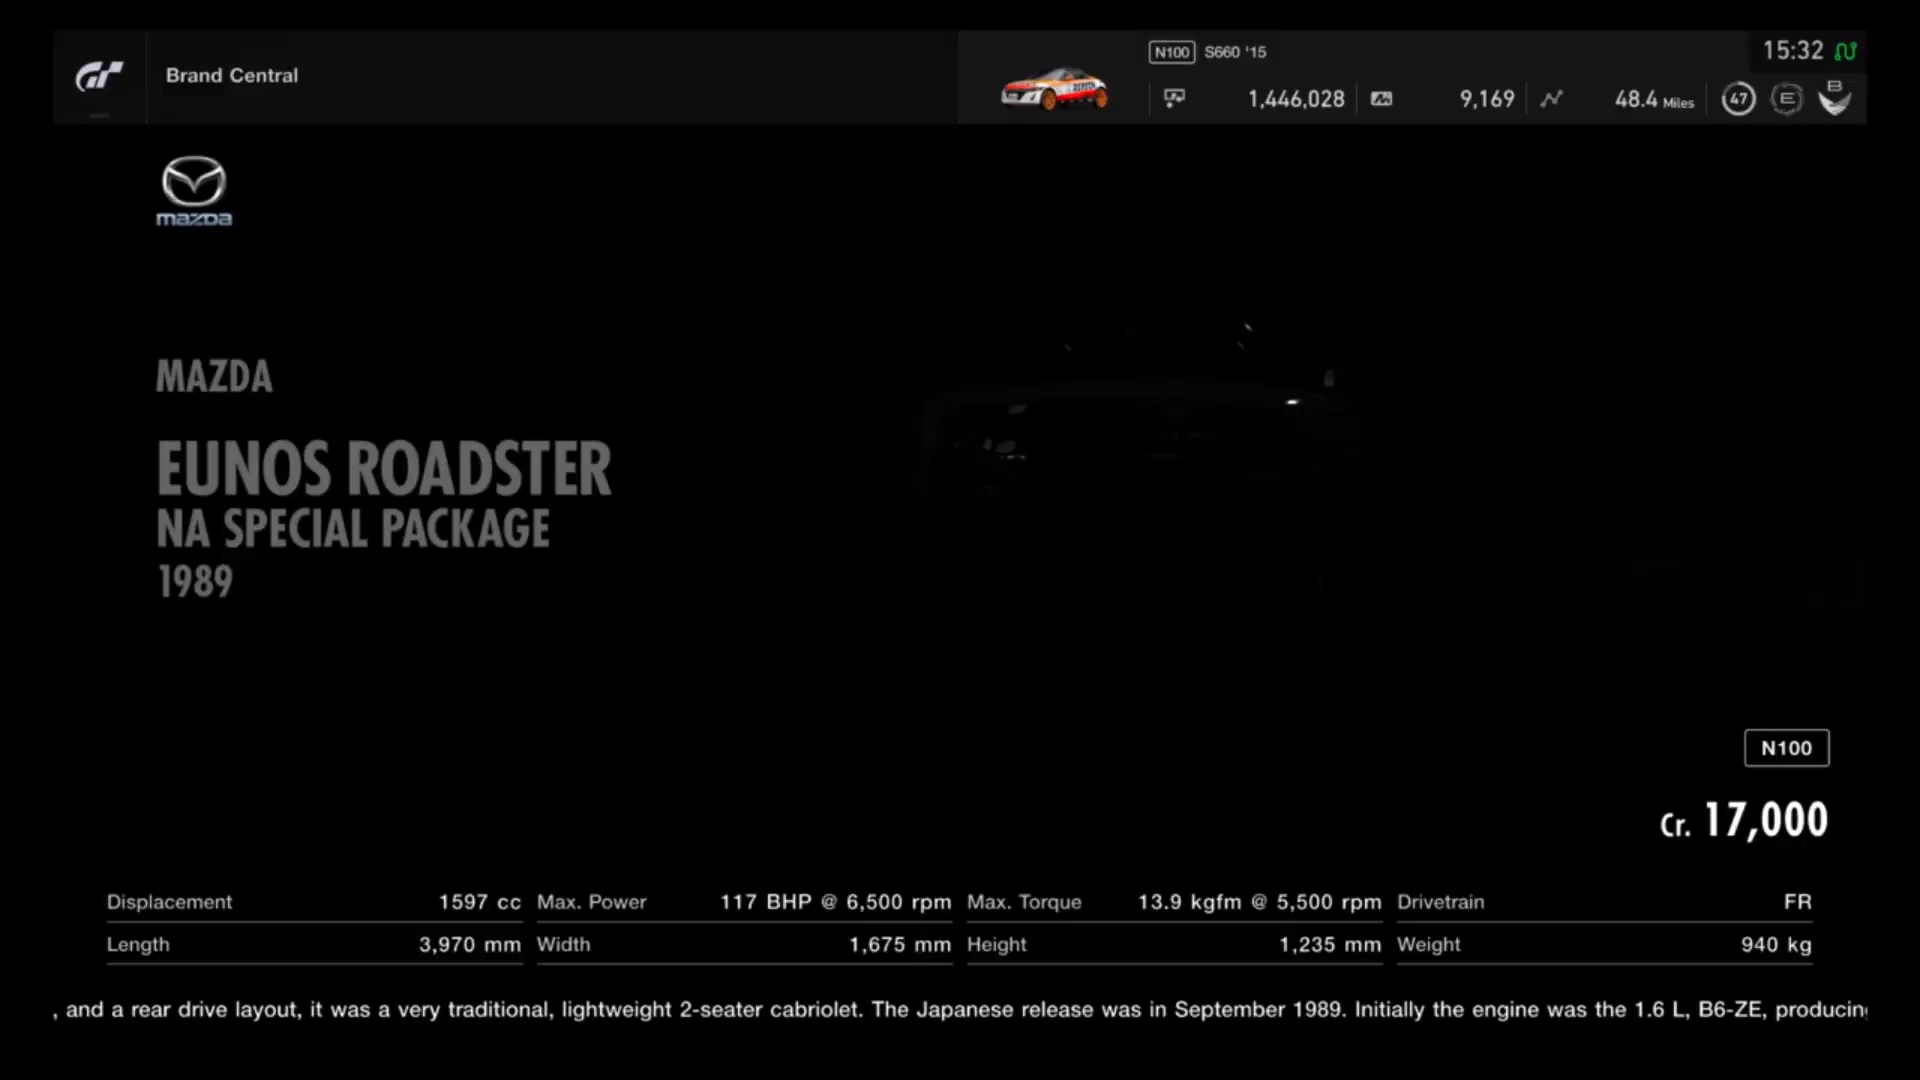 Brand Central
N100 S660 '15
15:32
1,446,028 9,169 48.4 Miles 47 E B
mazda
MAZDA
EUNOS ROADSTER
NA SPECIAL PACKAGE
1989
N100
Cr. 17,000
Displacement 1597 cc Max. Power 117 BHP @ 6,500 rpm Max. Torque 13.9 kgfm @ 5,500 rpm Drivetrain FR
Length 3,970 mm Width 1,675 mm Height 1,235 mm Weight 940 kg
, and a rear drive layout, it was a very traditional, lightweight 2-seater cabriolet. The Japanese release was in September 1989. Initially the engine was the 1.6 L, B6-ZE, producin